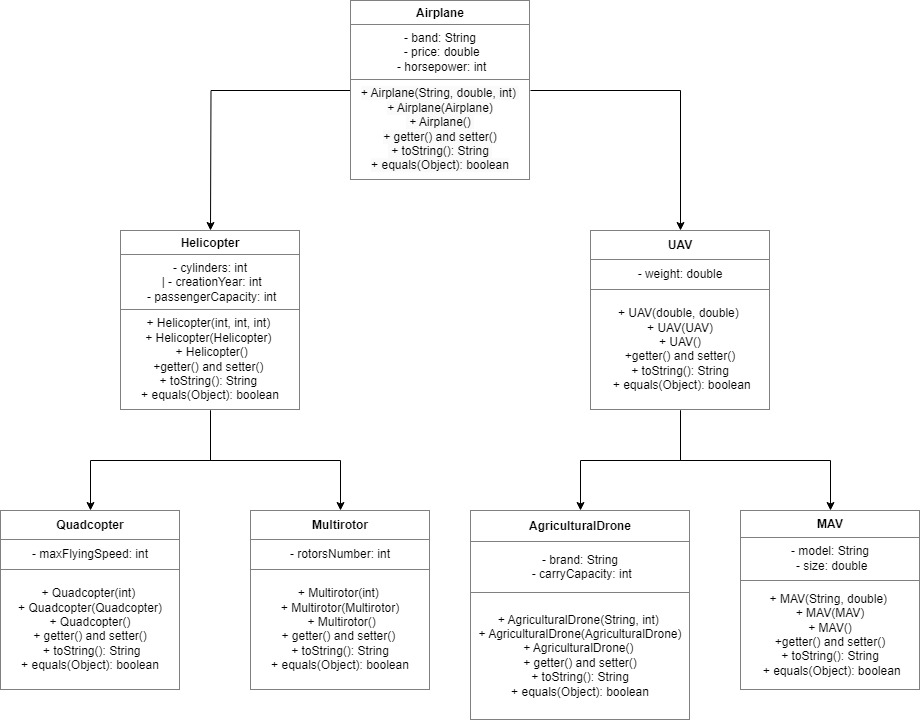 Airplane
- band: String
- price: double
- horsepower: int
+ Airplane(String, double, int)
+ Airplane(Airplane)
+ Airplane()
+ getter() and setter()
+ toString(): String
+ equals(Object): boolean
Helicopter
- cylinders: int
| - creationYear: int
- passengerCapacity: int
+ Helicopter(int, int, int)
+ Helicopter(Helicopter)
+ Helicopter()
+getter() and setter()
+ toString(): String
+ equals(Object): boolean
UAV
- weight: double
+ UAV(double, double)
+ UAV(UAV)
+ UAV()
+getter() and setter()
+ toString(): String
+ equals(Object): boolean
Quadcopter
- maxFlyingSpeed: int
+ Quadcopter(int)
+ Quadcopter(Quadcopter)
+ Quadcopter()
+ getter() and setter()
+ toString(): String
+ equals(Object): boolean
Multirotor
- rotorsNumber: int
+ Multirotor(int)
+ Multirotor(Multirotor)
+ Multirotor()
+ getter() and setter()
+ toString(): String
+ equals(Object): boolean
AgriculturalDrone
- brand: String
- carryCapacity: int
+ AgriculturalDrone(String, int)
+ AgriculturalDrone(AgriculturalDrone)
+ AgriculturalDrone()
+ getter() and setter()
+ toString(): String
+ equals(Object): boolean
MAV
- model: String
- size: double
+ MAV(String, double)
+ MAV(MAV)
+ MAV()
+getter() and setter()
+ toString(): String
+ equals(Object): boolean